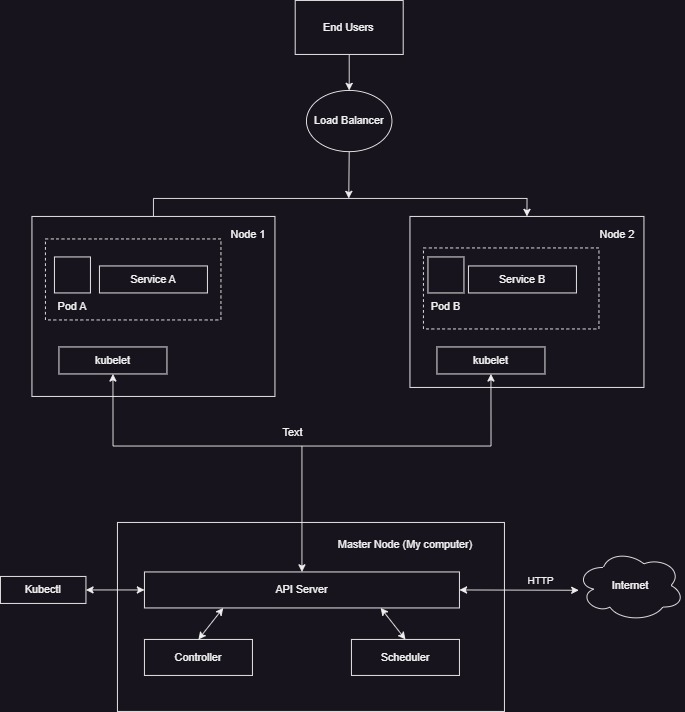 End Users
Load Balancer
Node 1
Service A
Pod A
kubelet
Node 2
Service B
Pod B
kubelet
Text
Master Node (My computer)
Kubectl
API Server
HTTP
Internet
Controller
Scheduler